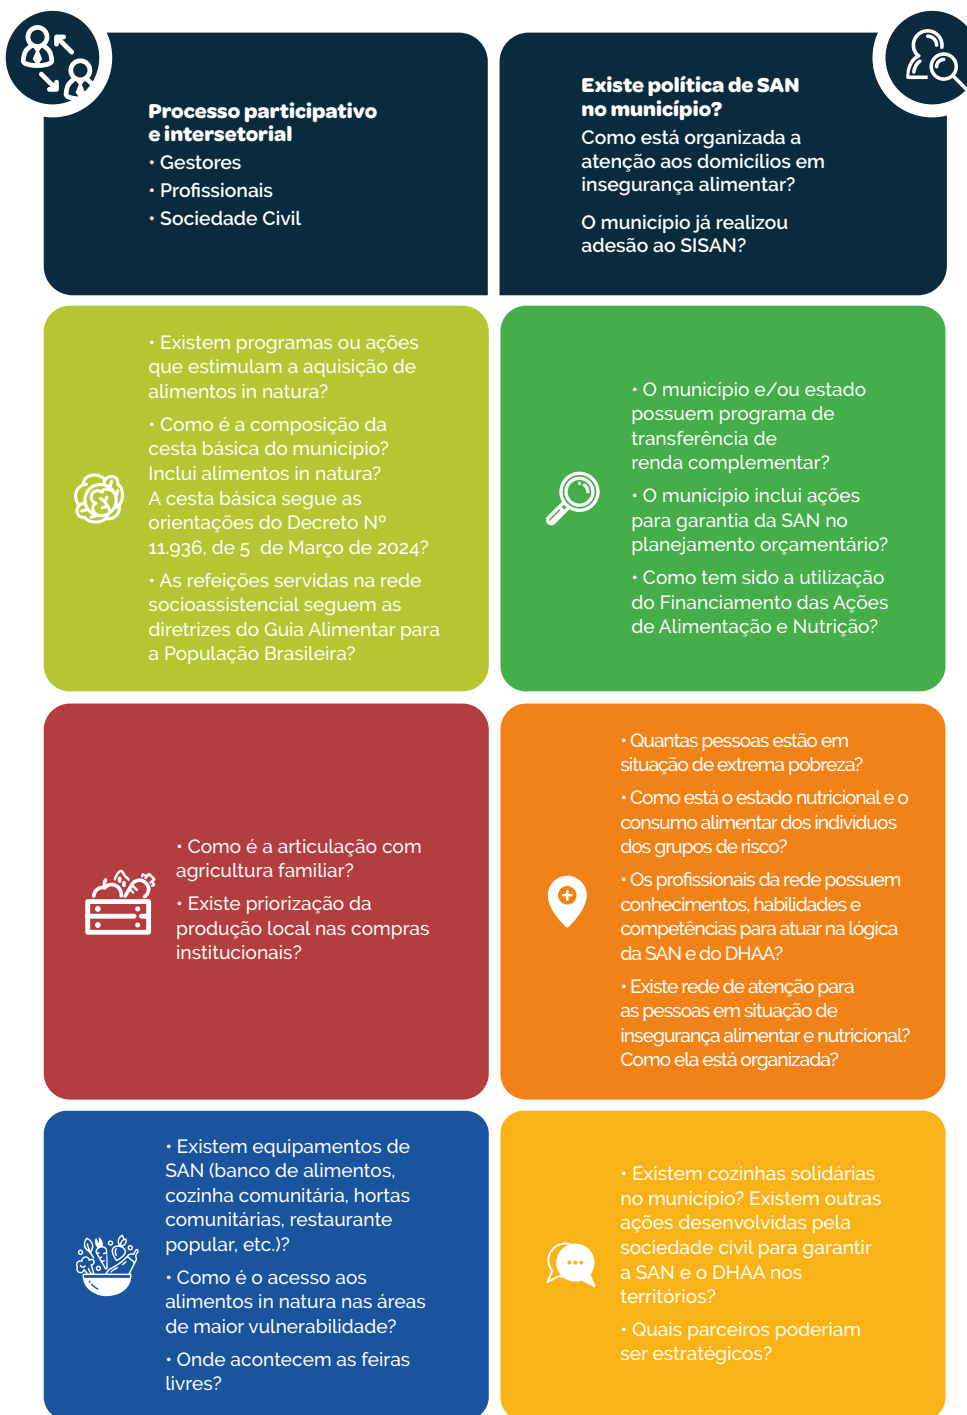 Processo participativo
e intersetorial
• Gestores
• Profissionais
• Sociedade Civil
Existe política de SAN
no município?
Como está organizada a
atenção aos domicílios em
insegurança alimentar?
O município já realizou
adesão ao SISAN?
• Existem programas ou ações
que estimulam a aquisição de
alimentos in natura?
• Como é a composição da
cesta básica do município?
Inclui alimentos in natura?
A cesta básica segue as
orientações do Decreto Nº
11.936, de 5 de Março de 2024?
• As refeições servidas na rede
socioassistencial seguem as
diretrizes do Guia Alimentar para
a População Brasileira?
• O município e/ou estado
possuem programa de
transferência de
renda complementar?
• O município inclui ações
para garantia da SAN no
planejamento orçamentário?
• Como tem sido a utilização
do Financiamento das Ações
de Alimentação e Nutrição?
• Como é a articulação com
agricultura familiar?
• Existe priorização da
produção local nas compras
institucionais?
• Quantas pessoas estão em
situação de extrema pobreza?
• Como está o estado nutricional e o
consumo alimentar dos indivíduos
dos grupos de risco?
• Os profissionais da rede possuem
conhecimentos, habilidades e
competências para atuar na lógica
da SAN e do DHAA?
• Existe rede de atenção para
as pessoas em situação de
insegurança alimentar e nutricional?
Como ela está organizada?
• Existem equipamentos de
SAN (banco de alimentos,
cozinha comunitária, hortas
comunitárias, restaurante
popular, etc.)?
• Como é o acesso aos
alimentos in natura nas áreas
de maior vulnerabilidade?
• Onde acontecem as feiras
livres?
• Existem cozinhas solidárias
no município? Existem outras
ações desenvolvidas pela
sociedade civil para garantir
a SAN e o DHAA nos
territórios?
• Quais parceiros poderiam
ser estratégicos?